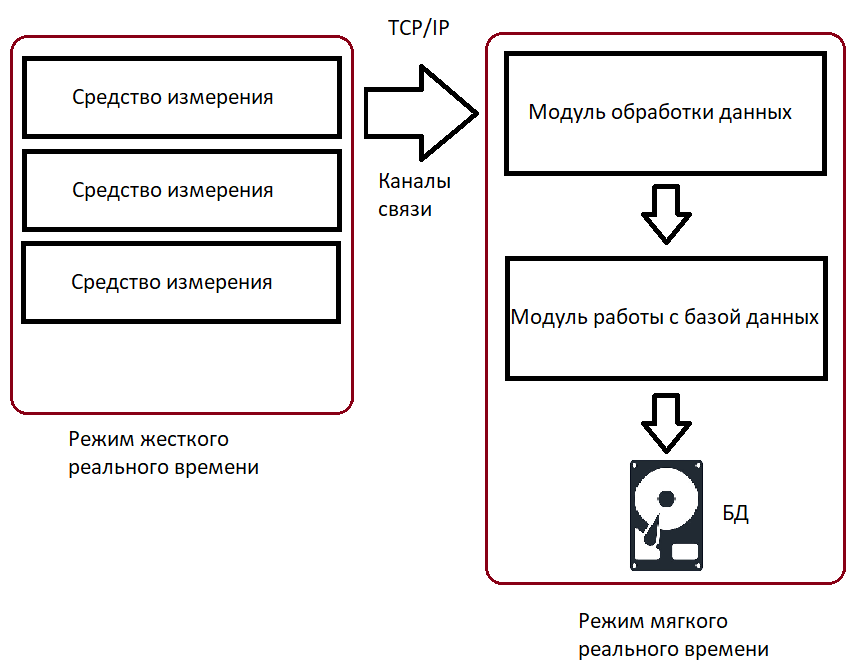 TCP/IP
Средство измерения
Средство измерения
Средство измерения
Каналы
связи
Режим жесткого
реального времени
Модуль обработки данных
Модуль работы с базой данных
БД
Режим мягкого
реального времени